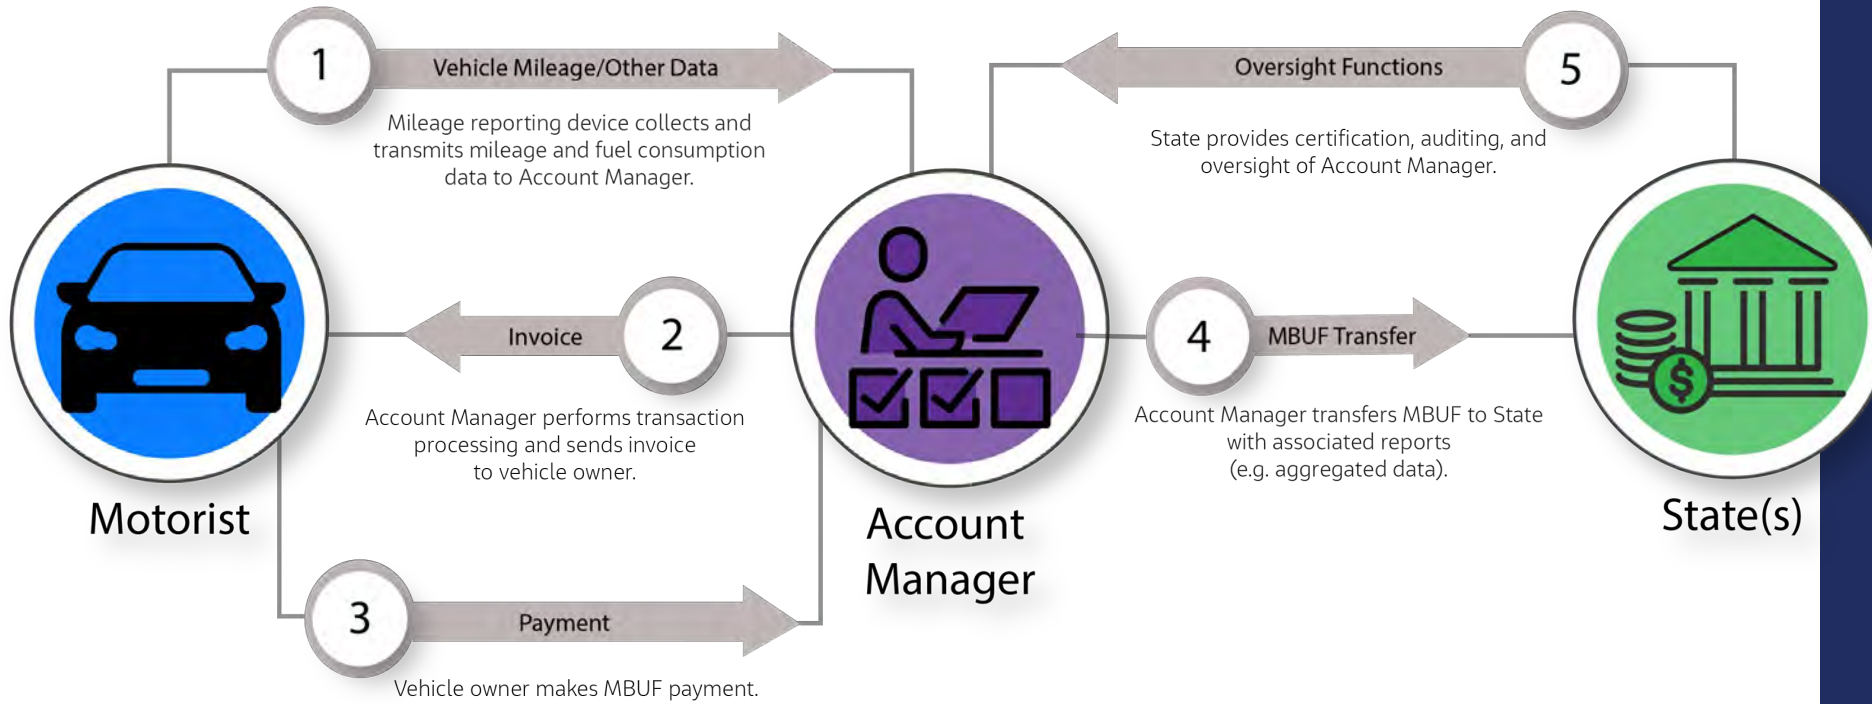 1
Vehicle Mileage/Other Data
Mileage reporting device collects and
transmits mileage and fuel consumption
data to Account Manager.
Oversight Functions
5
State provides certification, auditing, and
oversight of Account Manager.
Invoice
2
Account Manager performs transaction
processing and sends invoice
to vehicle owner.
4
MBUF Transfer
Account Manager transfers MBUF to State
with associated reports
(e.g. aggregated data).
$
Motorist
Account
Manager
State(s)
3
Payment
Vehicle owner makes MBUF payment.